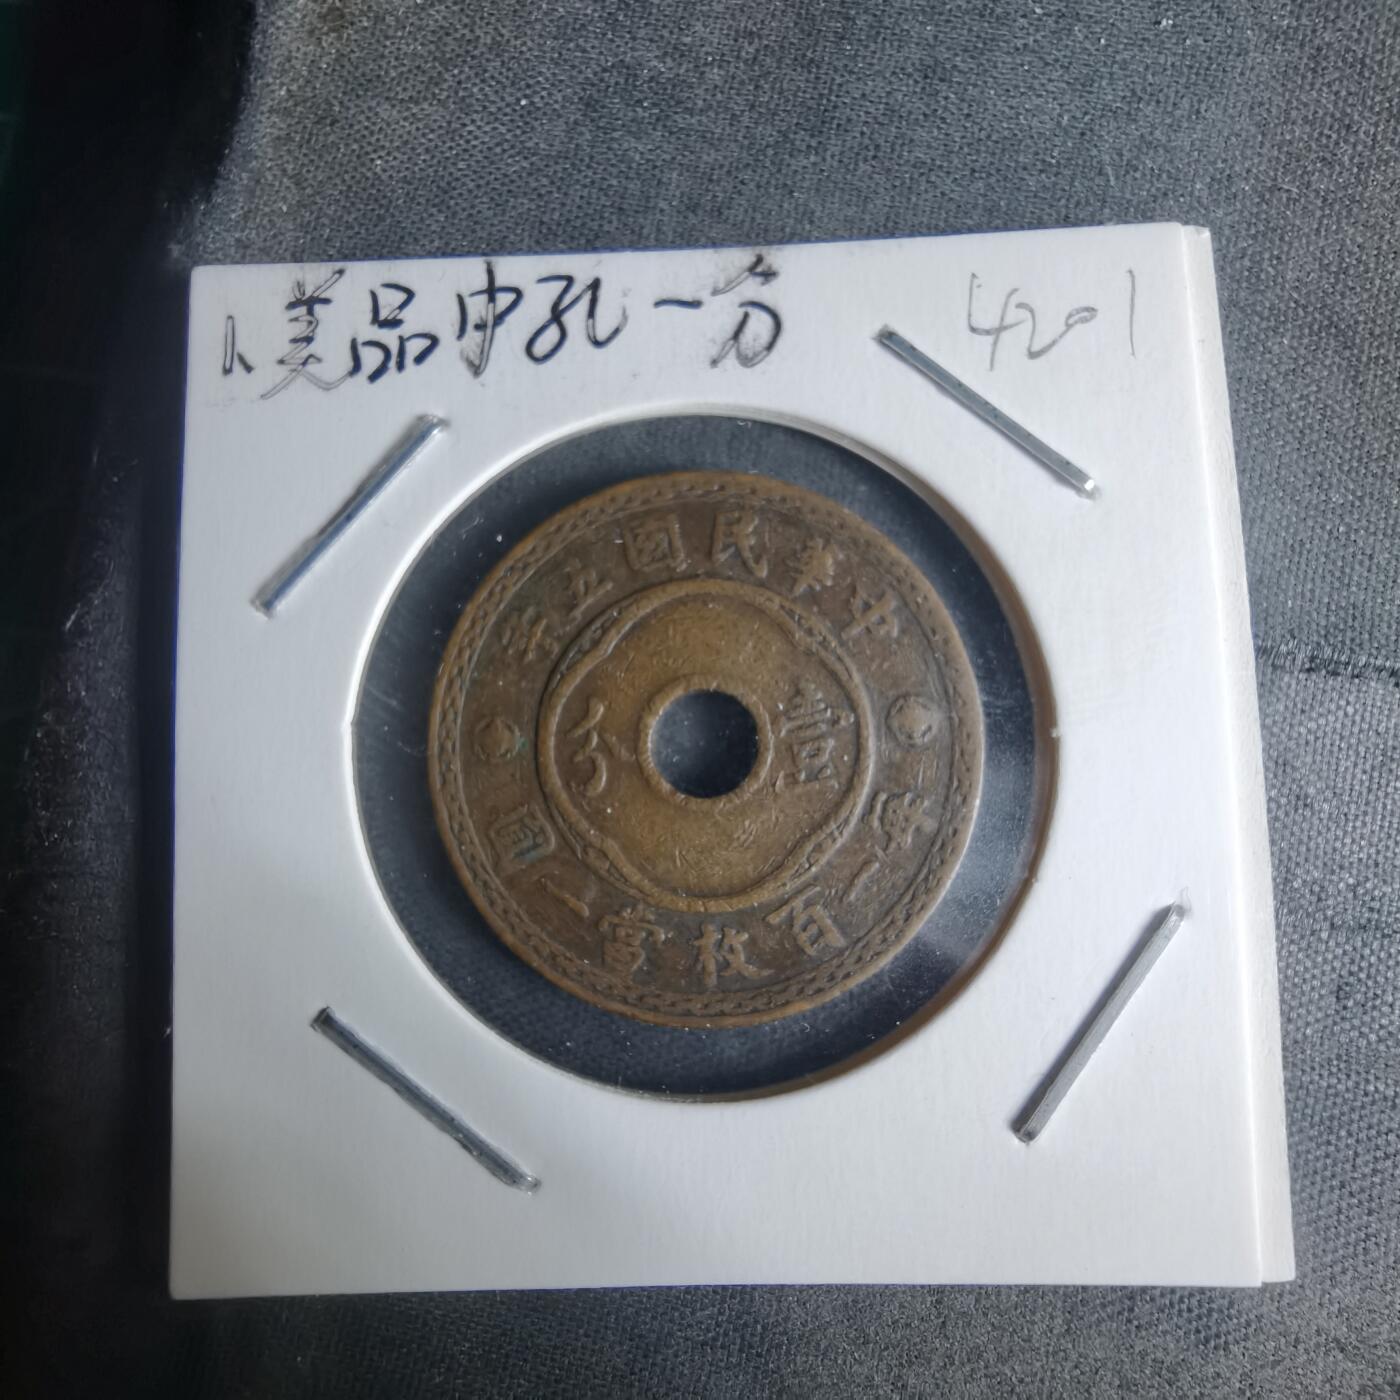 美品中孔一分 4201
中華民國五年
壹分
每一百枚當一圓